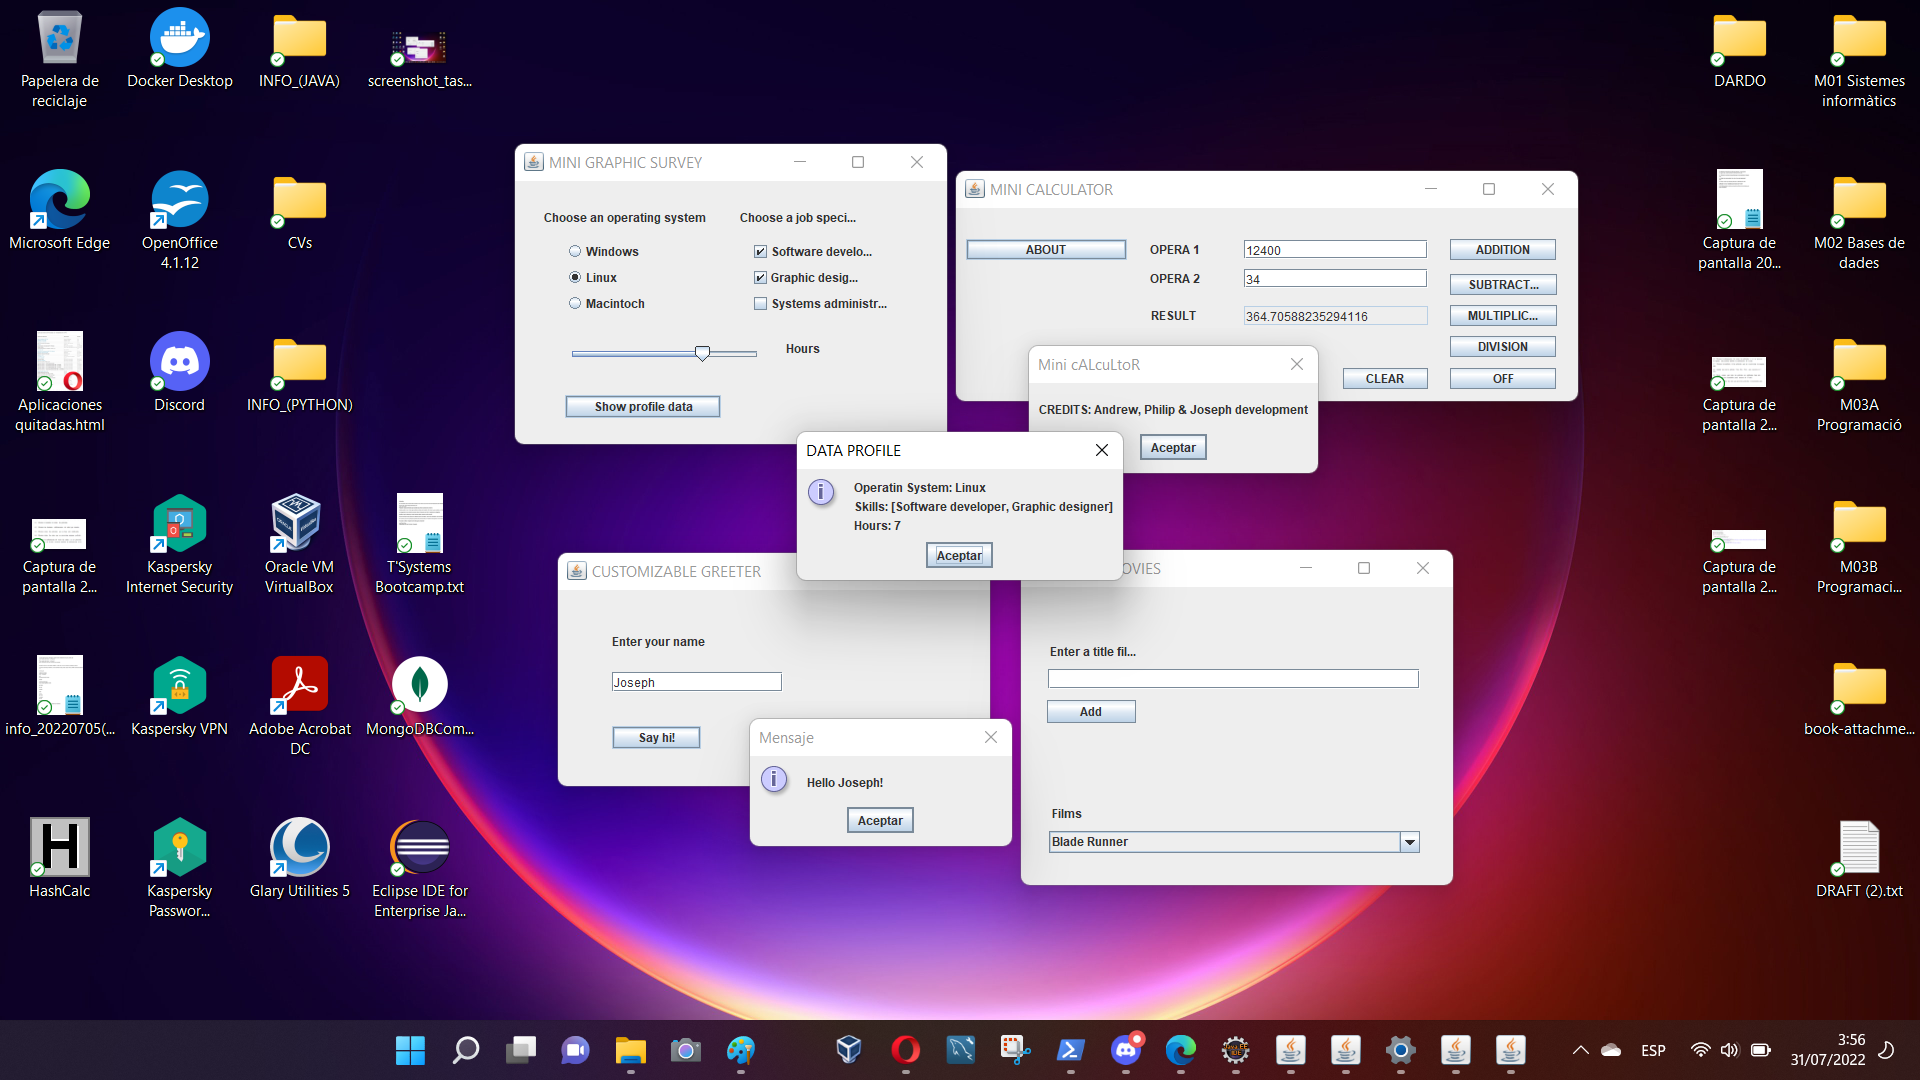 Papelera de
reciclaje
Docker Desktop
INFO_(JAVA)
screenshot_tas...
DARDO
M01 Sistemes
informàtics
Microsoft Edge
OpenOffice
4.1.12
CVs
Captura de
pantalla 20...
M02 Bases de
dades
Aplicaciones
quitadas.html
Discord
INFO_(PYTHON)
Captura de
pantalla 2...
M03A
Programació
Captura de
pantalla 2...
Kaspersky
Internet Security
Oracle VM
VirtualBox
T'Systems
Bootcamp.txt
Captura de
pantalla 2...
M03B
Programaci...
info_20220705(...
Kaspersky VPN
Adobe Acrobat
DC
MongoDBCom...
book-attachme...
HashCalc
Kaspersky
Passwor...
Glary Utilities 5
Eclipse IDE for
Enterprise Ja...
DRAFT (2).txt
MINI GRAPHIC SURVEY
Choose an operating system
Choose a job speci...
Windows
Software develo...
Linux
Graphic desig...
Macintoch
Systems administr...
Hours
Show profile data
MINI CALCULATOR
ABOUT
OPERA 1
12400
ADDITION
OPERA 2
34
SUBTRACT...
RESULT
364.70588235294116
MULTIPLIC...
DIVISION
CLEAR
OFF
Mini cALcuLtoR
CREDITS: Andrew, Philip & Joseph development
Aceptar
DATA PROFILE
Operatin System: Linux
Skills: [Software developer, Graphic designer]
Hours: 7
Aceptar
CUSTOMIZABLE GREETER
Enter your name
Joseph
Say hi!
Mensaje
Hello Joseph!
Aceptar
OVIES
Enter a title fil...
Add
Films
Blade Runner
ESP
3:56
31/07/2022